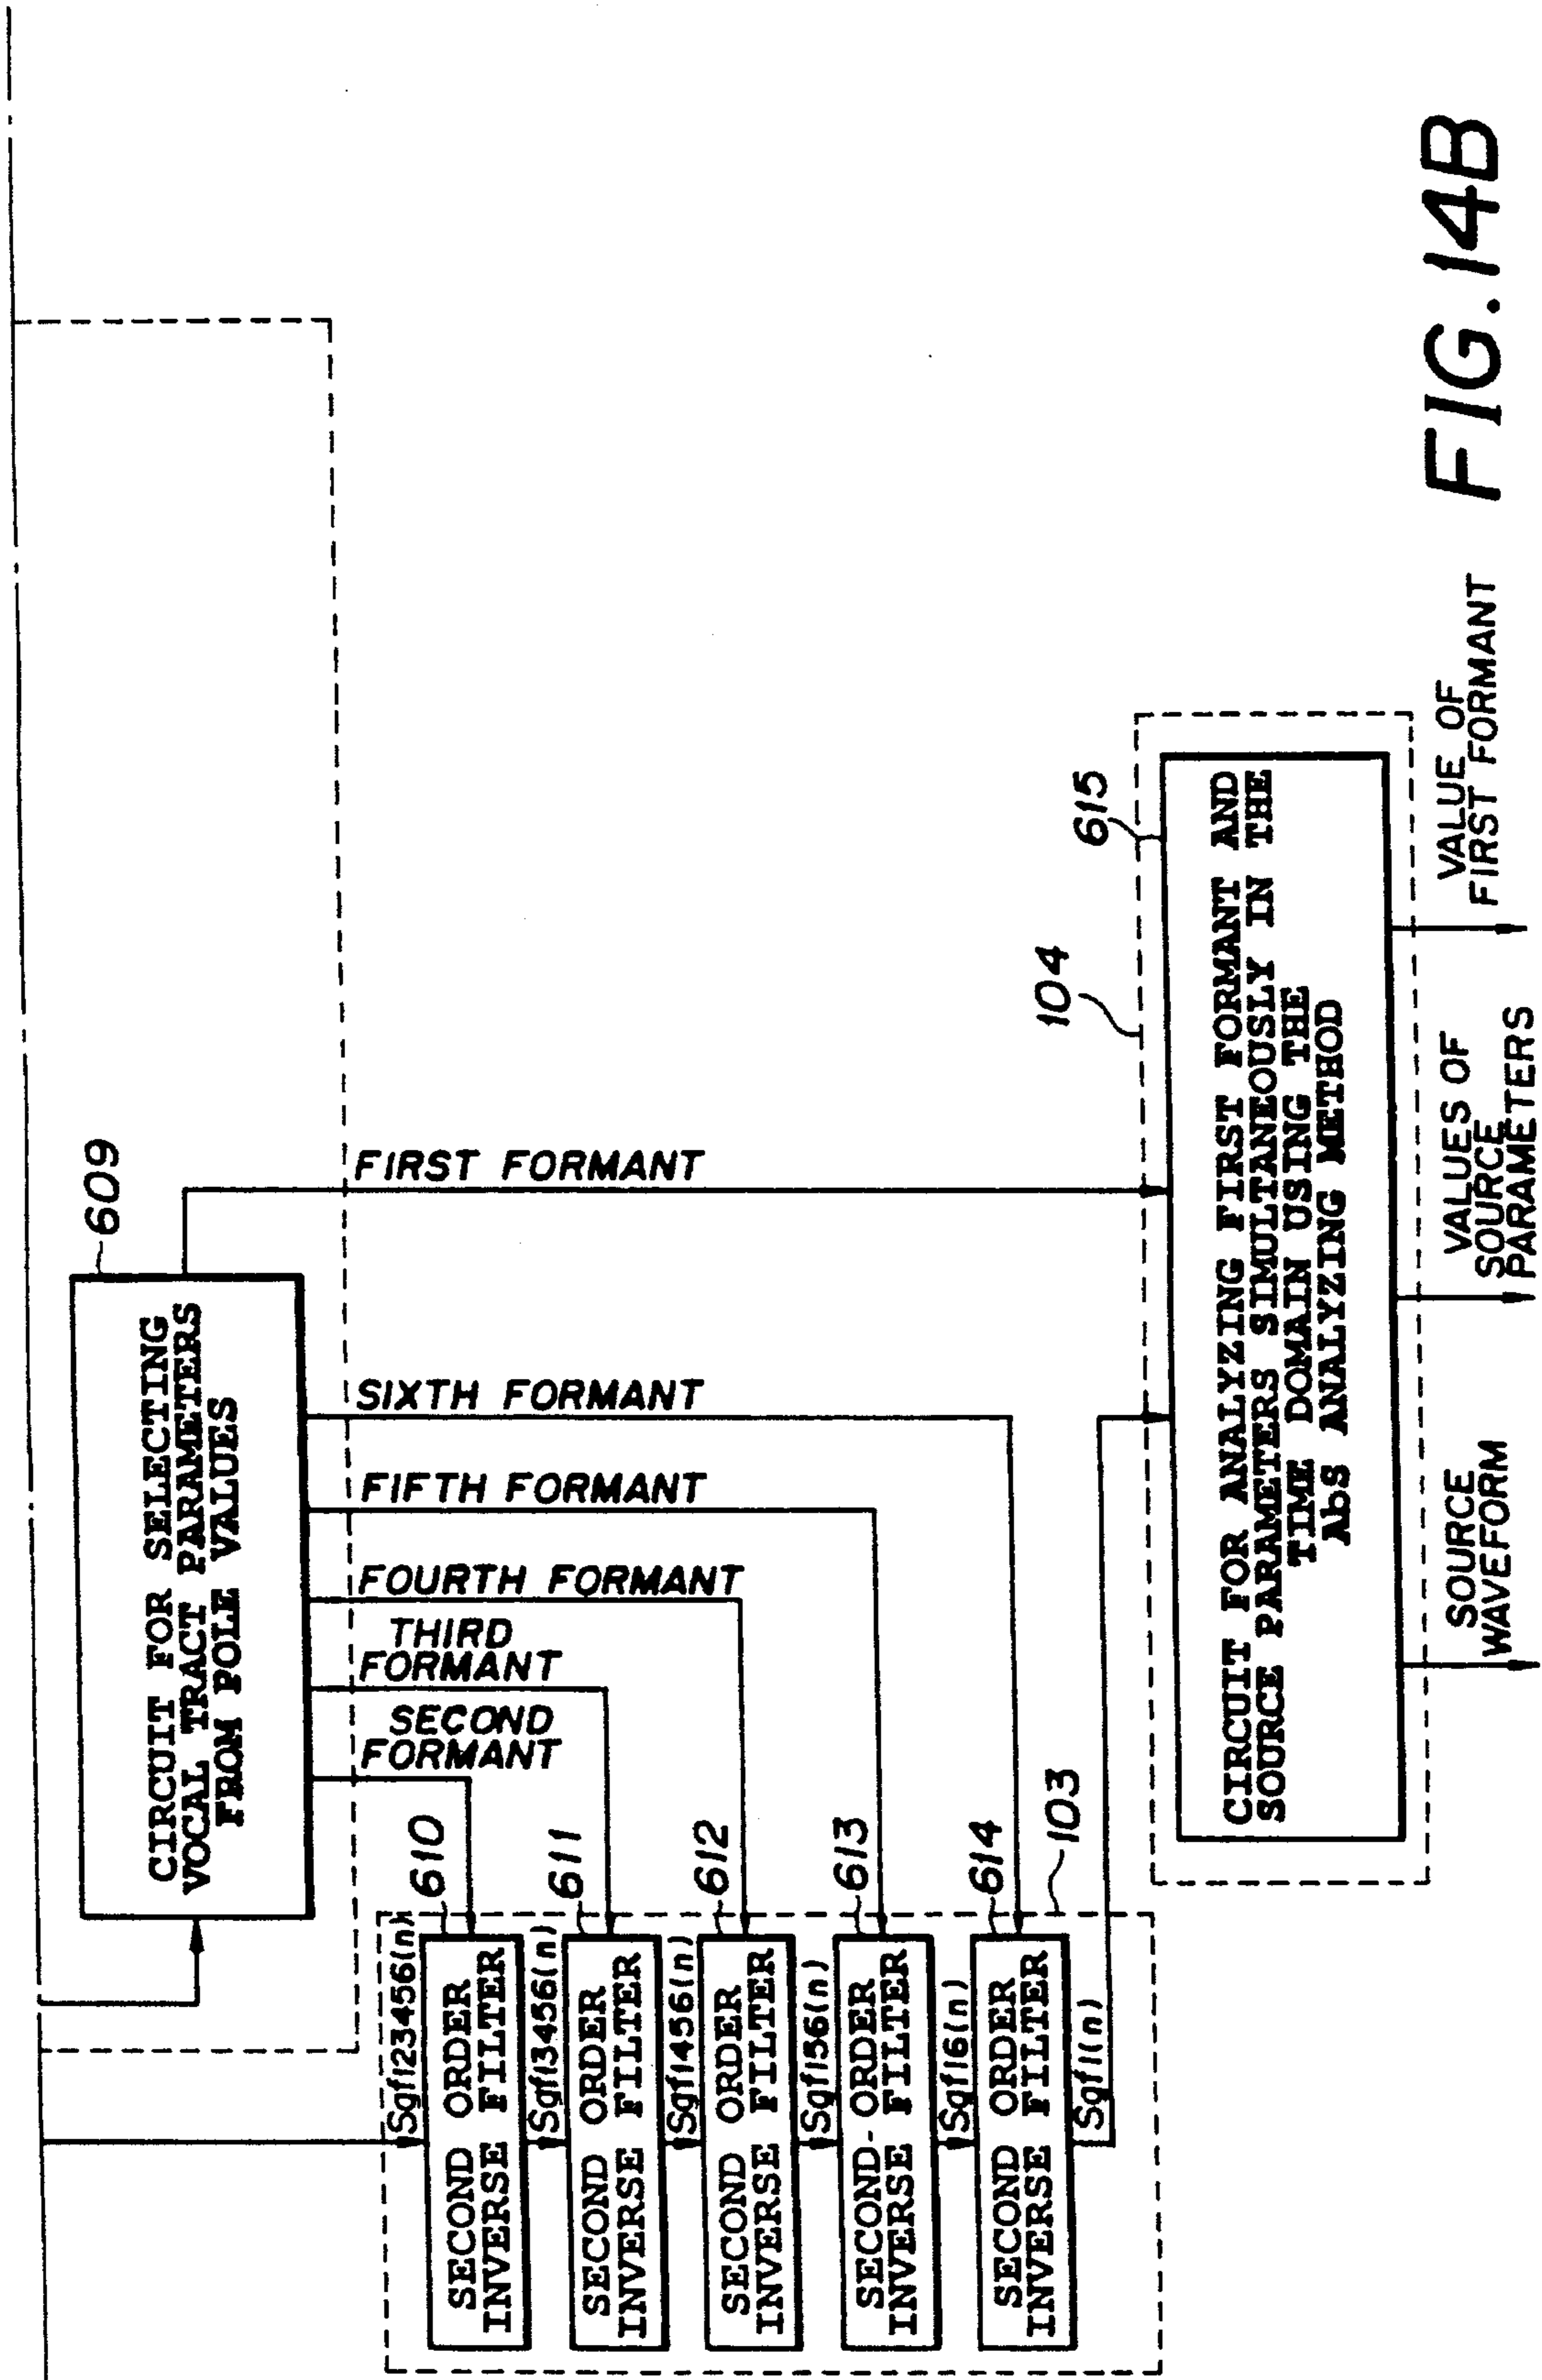 609
CIRCUIT FOR SELECTING
VOCAL TRACT PARAMETERS
FROM POLE VALUES
FIRST FORMANT
SIXTH FORMANT
FIFTH FORMANT
FOURTH FORMANT
THIRD
FORMANT
SECOND
FORMANT
Sgf123456(n)
610
SECOND ORDER
INVERSE FILTER
Sgf13456(n)
611
SECOND ORDER
INVERSE FILTER
Sgf1456(n)
612
SECOND ORDER
INVERSE FILTER
Sgf156(n)
613
SECOND-ORDER
INVERSE FILTER
Sgf16(n)
614
SECOND ORDER
INVERSE FILTER
Sgf1(n)
103
104
615
CIRCUIT FOR ANALYZING FIRST FORMANT AND
SOURCE PARAMETERS SIMULTANEOUSLY IN THE
TIME DOMAIN USING THE
AbS ANALYZING METHOD
SOURCE
WAVEFORM
VALUES OF
SOURCE
PARAMETERS
VALUE OF
FIRST FORMANT
FIG.14B